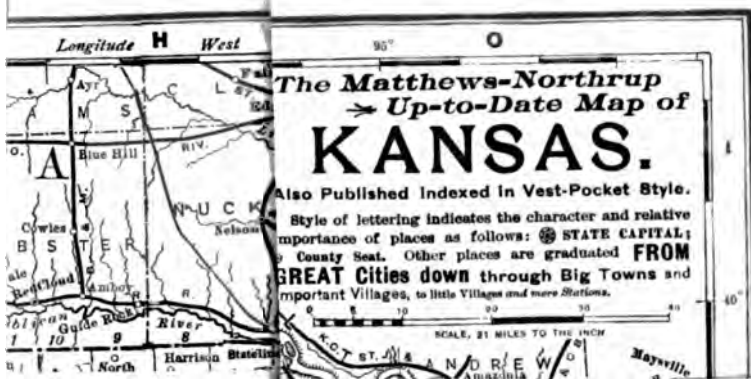 Longitude H West
95° O
The Matthews-Northrup
Up-to-Date Map of
KANSAS.
Also Published Indexed in Vest-Pocket Style.
Style of lettering indicates the character and relative
mportance of places as follows: STATE CAPITAL;
County Seat. Other places are graduated FROM
GREAT Cities down through Big Towns and
mportant Villages, to little Villages and mere Stations.
0 10 20 30 40
SCALE, 21 MILES TO THE INCH
40°
Ayr
A M S
C L
A
Blue Hill
RIV.
N U C K
Nelson
Cowles
B S T E R
Red Cloud
Amboy
R. R.
Guide Rock
River
1 10 9 8
North
Harrison
Stateline
K.C.T ST. J. &
A N D R E W
Amazonia
Maysville